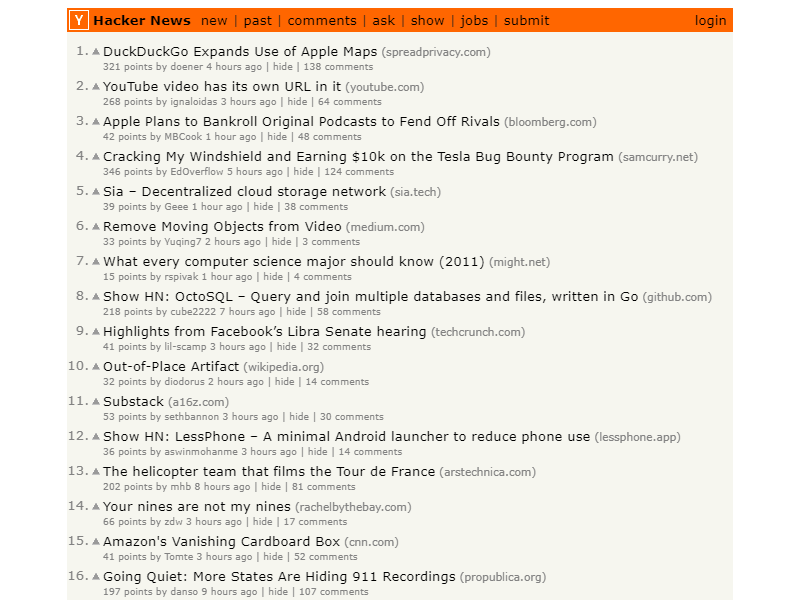 Y Hacker News new | past | comments | ask | show | jobs | submit login
1. DuckDuckGo Expands Use of Apple Maps (spreadprivacy.com)
321 points by doener 4 hours ago | hide | 138 comments
2. YouTube video has its own URL in it (youtube.com)
268 points by ignaloidas 3 hours ago | hide | 64 comments
3. Apple Plans to Bankroll Original Podcasts to Fend Off Rivals (bloomberg.com)
42 points by MBCook 1 hour ago | hide | 48 comments
4. Cracking My Windshield and Earning $10k on the Tesla Bug Bounty Program (samcurry.net)
346 points by EdOverflow 5 hours ago | hide | 124 comments
5. Sia – Decentralized cloud storage network (sia.tech)
39 points by Geee 1 hour ago | hide | 38 comments
6. Remove Moving Objects from Video (medium.com)
33 points by Yuqing7 2 hours ago | hide | 3 comments
7. What every computer science major should know (2011) (might.net)
15 points by rspivak 1 hour ago | hide | 4 comments
8. Show HN: OctoSQL – Query and join multiple databases and files, written in Go (github.com)
218 points by cube2222 7 hours ago | hide | 58 comments
9. Highlights from Facebook’s Libra Senate hearing (techcrunch.com)
41 points by lil-scamp 3 hours ago | hide | 32 comments
10. Out-of-Place Artifact (wikipedia.org)
32 points by diodorus 2 hours ago | hide | 14 comments
11. Substack (a16z.com)
53 points by sethbannon 3 hours ago | hide | 30 comments
12. Show HN: LessPhone – A minimal Android launcher to reduce phone use (lessphone.app)
36 points by aswinmohanme 3 hours ago | hide | 14 comments
13. The helicopter team that films the Tour de France (arstechnica.com)
202 points by mhb 8 hours ago | hide | 81 comments
14. Your nines are not my nines (rachelbythebay.com)
66 points by zdw 3 hours ago | hide | 17 comments
15. Amazon's Vanishing Cardboard Box (cnn.com)
41 points by Tomte 3 hours ago | hide | 52 comments
16. Going Quiet: More States Are Hiding 911 Recordings (propublica.org)
197 points by danso 9 hours ago | hide | 107 comments